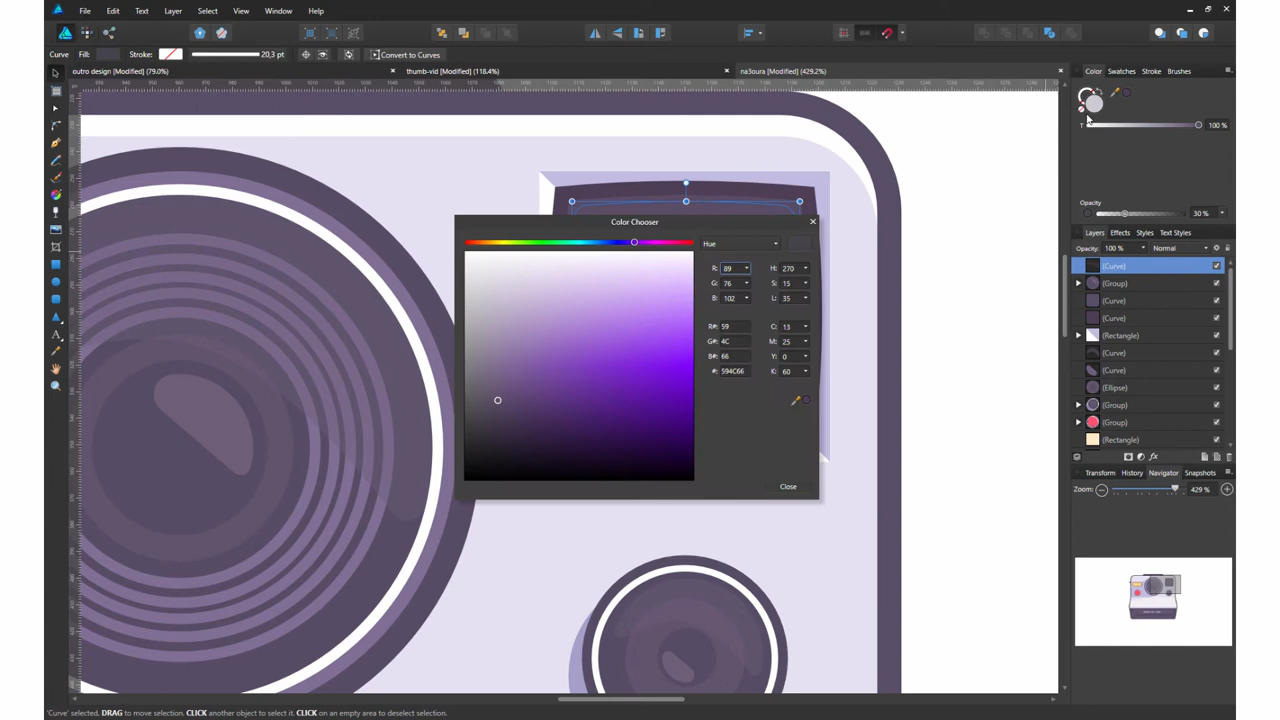 File Edit Text Layer Select View Window Help
Curve Fill: Stroke: 20,3 pt Convert to Curves
outro design [Modified] (79.0%) thumb-vid [Modified] (118.4%) na3oura [Modified] (429,2%)
Color Swatches Stroke Brushes
T 100 %
Opacity
30 %
Layers Effects Styles Text Styles
Opacity: 100 % Normal
(Curve)
(Group)
(Curve)
(Curve)
(Rectangle)
(Curve)
(Curve)
(Ellipse)
(Group)
(Group)
(Rectangle)
fx
Transform History Navigator Snapshots
Zoom: 429 %
Color Chooser
Hue
R: 89 H: 270
G: 76 S: 15
B: 102 L: 35
R#: 59 C: 13
G#: 4C M: 25
B#: 66 Y: 0
#: 594C66 K: 60
Close
'Curve' selected. DRAG to move selection. CLICK another object to select it. CLICK on an empty area to deselect selection.